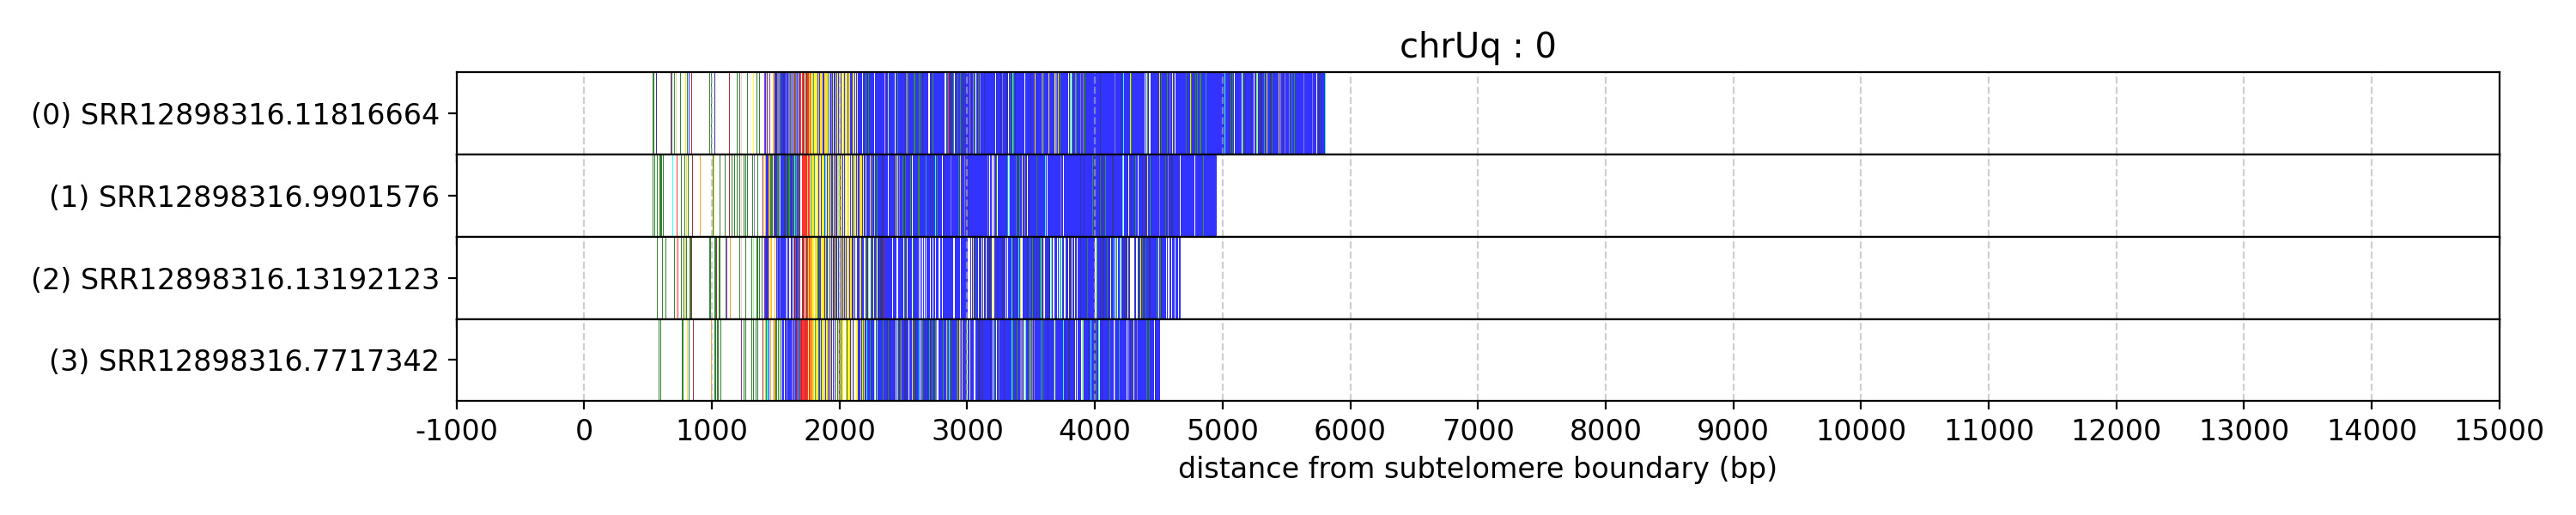 chrUq : 0
(0) SRR12898316.11816664
(1) SRR12898316.9901576
(2) SRR12898316.13192123
(3) SRR12898316.7717342
-1000 0 1000 2000 3000 4000 5000 6000 7000 8000 9000 10000 11000 12000 13000 14000 15000
distance from subtelomere boundary (bp)